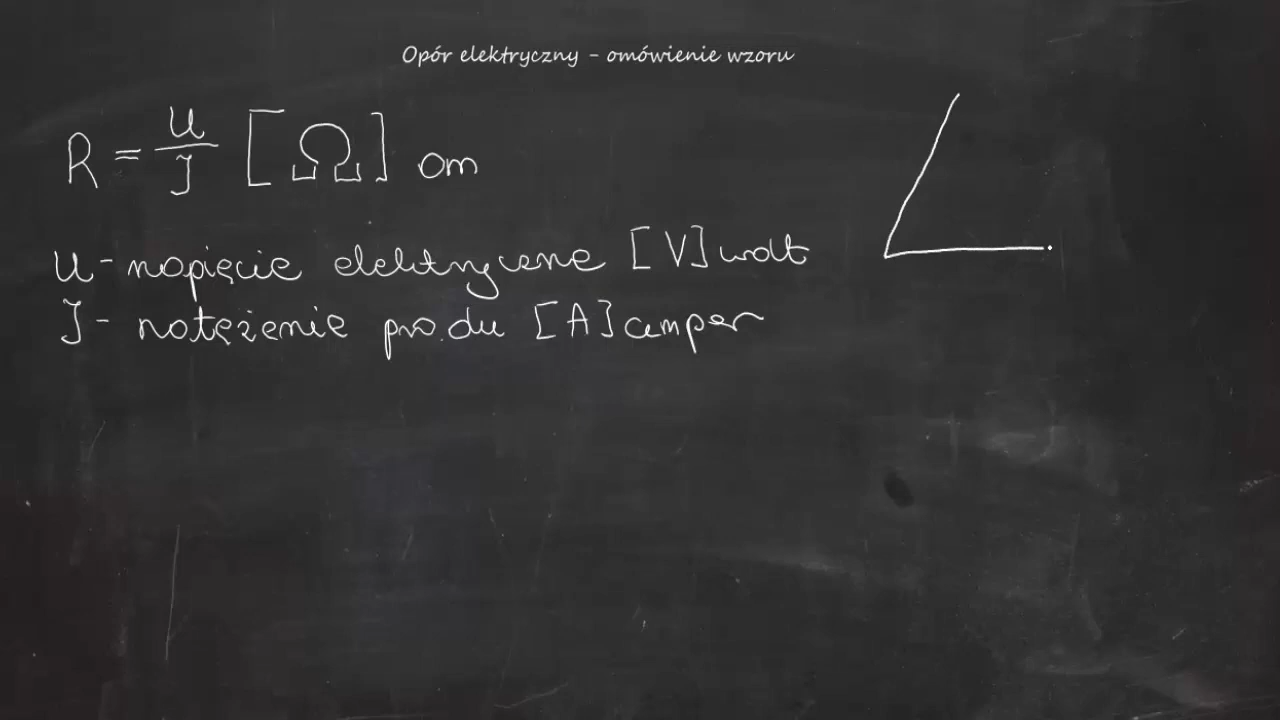 Opór elektryczny - omówienie wzoru
R = U/I [Ω] om
U - napięcie elektryczne [V] wolt
I - natężenie prądu [A] amper